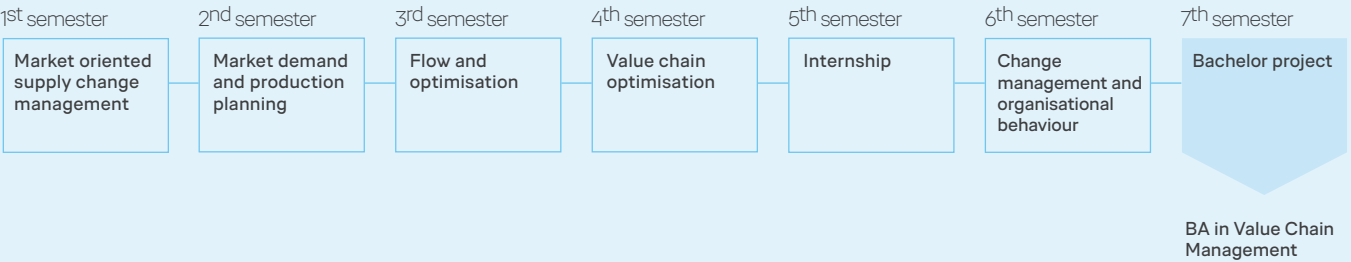 1st semester
Market oriented
supply change
management
2nd semester
Market demand
and production
planning
3rd semester
Flow and
optimisation
4th semester
Value chain
optimisation
5th semester
Internship
6th semester
Change
management and
organisational
behaviour
7th semester
Bachelor project
BA in Value Chain
Management